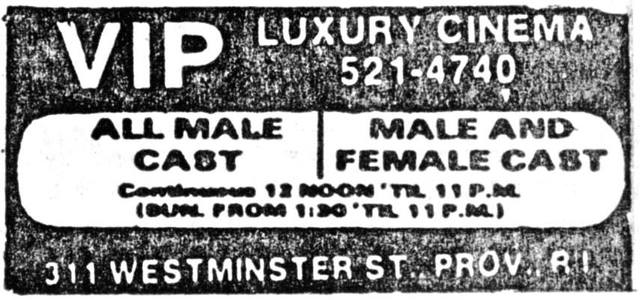 VIP
LUXURY CINEMA
521-4740
ALL MALE
CAST
MALE AND
FEMALE CAST
Continuous 12 NOON 'TIL 11 P.M.
(SUN. FROM 1:30 'TIL 11 P.M.)
311 WESTMINSTER ST., PROV., R.I.